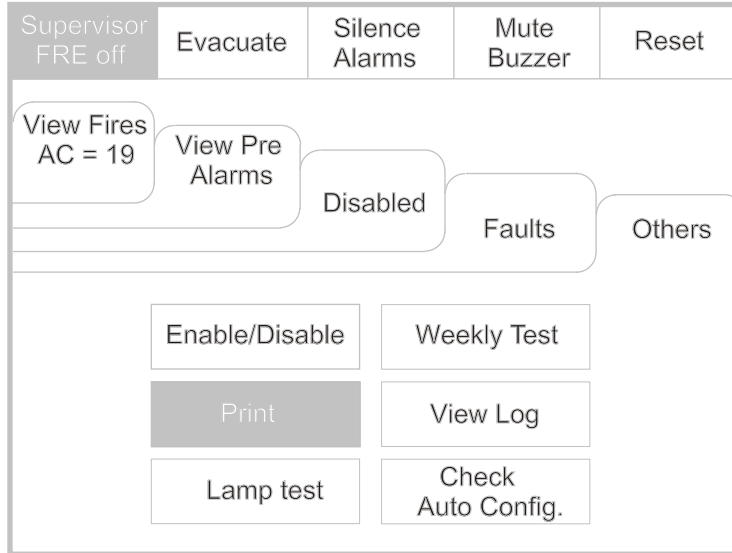 Supervisor
FRE off
Evacuate
Silence
Alarms
Mute
Buzzer
Reset
View Fires
AC = 19
View Pre
Alarms
Disabled
Faults
Others
Enable/Disable
Weekly Test
Print
View Log
Lamp test
Check
Auto Config.